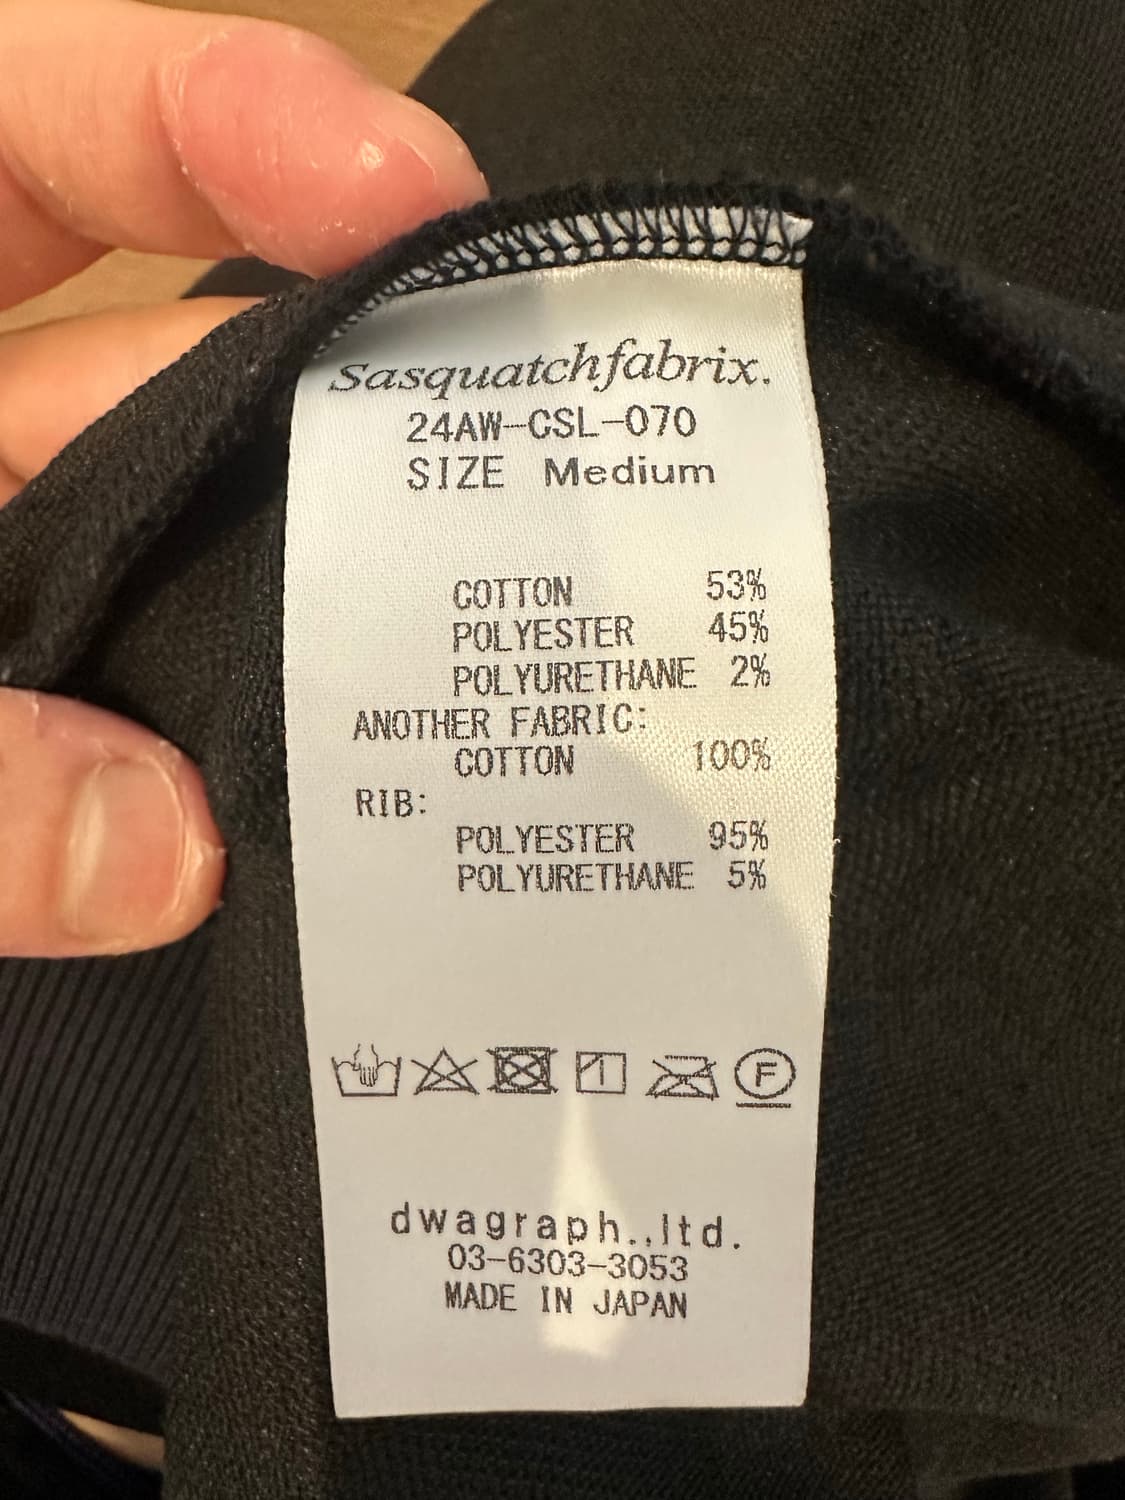 Sasquatchfabrix.
24AW-CSL-070
SIZE Medium
COTTON 53%
POLYESTER 45%
POLYURETHANE 2%
ANOTHER FABRIC:
COTTON 100%
RIB:
POLYESTER 95%
POLYURETHANE 5%
F
dwagraph.,ltd.
03-6303-3053
MADE IN JAPAN